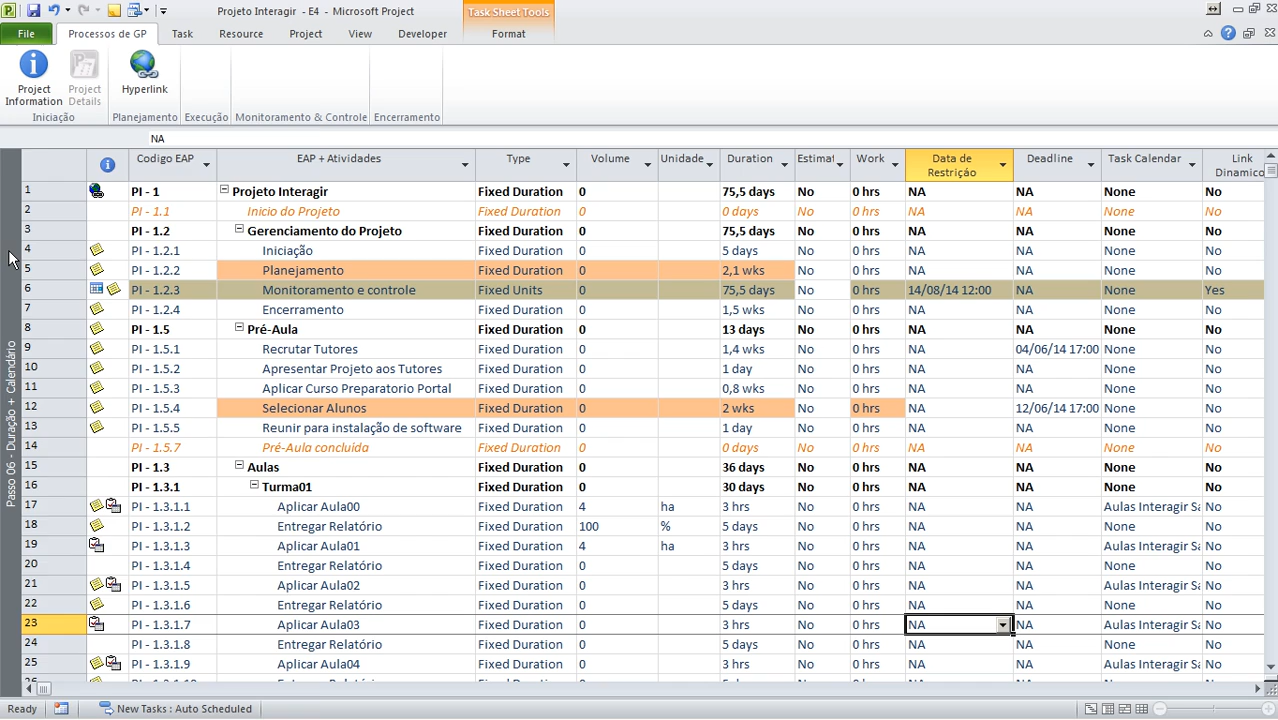 Projeto Interagir - E4 - Microsoft Project
Task Sheet Tools
File Processos de GP Task Resource Project View Developer Format
Project Information Project Details Hyperlink
Iniciação Planejamento Execução Monitoramento & Controle Encerramento
NA
Codigo EAP EAP + Atividades Type Volume Unidade Duration Estimat Work Data de Restrição Deadline Task Calendar Link Dinamico
1 PI - 1 Projeto Interagir Fixed Duration 0 75,5 days No 0 hrs NA NA None No
2 PI - 1.1 Inicio do Projeto Fixed Duration 0 0 days No 0 hrs NA NA None No
3 PI - 1.2 Gerenciamento do Projeto Fixed Duration 0 75,5 days No 0 hrs NA NA None No
4 PI - 1.2.1 Iniciação Fixed Duration 0 5 days No 0 hrs NA NA None No
5 PI - 1.2.2 Planejamento Fixed Duration 0 2,1 wks No 0 hrs NA NA None No
6 PI - 1.2.3 Monitoramento e controle Fixed Units 0 75,5 days No 0 hrs 14/08/14 12:00 NA None Yes
7 PI - 1.2.4 Encerramento Fixed Duration 0 1,5 wks No 0 hrs NA NA None No
8 PI - 1.5 Pré-Aula Fixed Duration 0 13 days No 0 hrs NA NA None No
9 PI - 1.5.1 Recrutar Tutores Fixed Duration 0 1,4 wks No 0 hrs NA 04/06/14 17:00 None No
10 PI - 1.5.2 Apresentar Projeto aos Tutores Fixed Duration 0 1 day No 0 hrs NA NA None No
11 PI - 1.5.3 Aplicar Curso Preparatorio Portal Fixed Duration 0 0,8 wks No 0 hrs NA NA None No
12 PI - 1.5.4 Selecionar Alunos Fixed Duration 0 2 wks No 0 hrs NA 12/06/14 17:00 None No
13 PI - 1.5.5 Reunir para instalação de software Fixed Duration 0 1 day No 0 hrs NA NA None No
14 PI - 1.5.7 Pré-Aula concluída Fixed Duration 0 0 days No 0 hrs NA NA None No
15 PI - 1.3 Aulas Fixed Duration 0 36 days No 0 hrs NA NA None No
16 PI - 1.3.1 Turma01 Fixed Duration 0 30 days No 0 hrs NA NA None No
17 PI - 1.3.1.1 Aplicar Aula00 Fixed Duration 4 ha 3 hrs No 0 hrs NA NA Aulas Interagir Sa No
18 PI - 1.3.1.2 Entregar Relatório Fixed Duration 100 % 5 days No 0 hrs NA NA None No
19 PI - 1.3.1.3 Aplicar Aula01 Fixed Duration 4 ha 3 hrs No 0 hrs NA NA Aulas Interagir Sa No
20 PI - 1.3.1.4 Entregar Relatório Fixed Duration 0 5 days No 0 hrs NA NA None No
21 PI - 1.3.1.5 Aplicar Aula02 Fixed Duration 0 3 hrs No 0 hrs NA NA Aulas Interagir Sa No
22 PI - 1.3.1.6 Entregar Relatório Fixed Duration 0 5 days No 0 hrs NA NA None No
23 PI - 1.3.1.7 Aplicar Aula03 Fixed Duration 0 3 hrs No 0 hrs NA NA Aulas Interagir Sa No
24 PI - 1.3.1.8 Entregar Relatório Fixed Duration 0 5 days No 0 hrs NA NA None No
25 PI - 1.3.1.9 Aplicar Aula04 Fixed Duration 0 3 hrs No 0 hrs NA NA Aulas Interagir Sa No
Passo 06 - Duração + Calendário
Ready New Tasks : Auto Scheduled